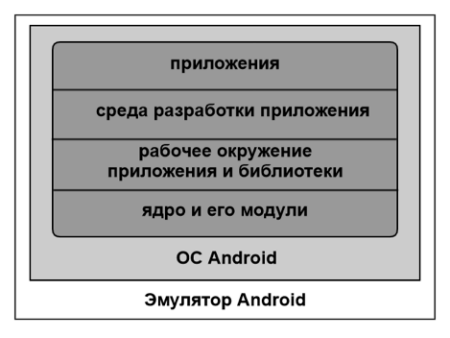 приложения
среда разработки приложения
рабочее окружение
приложения и библиотеки
ядро и его модули
ОС Android
Эмулятор Android